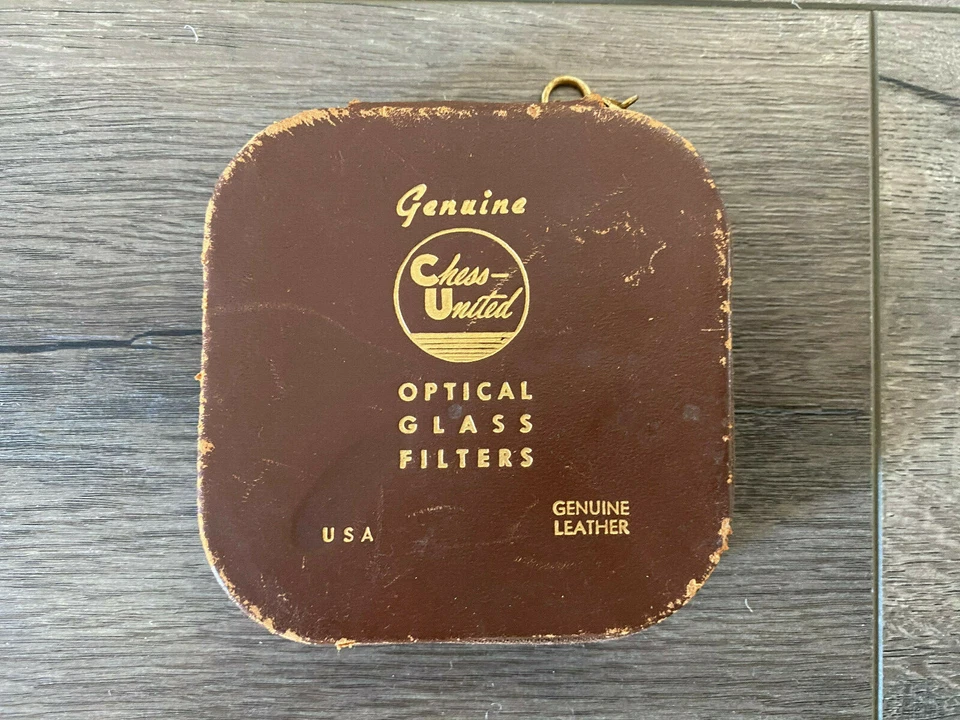 Genuine
Chess-
United
OPTICAL
GLASS
FILTERS
USA
GENUINE
LEATHER